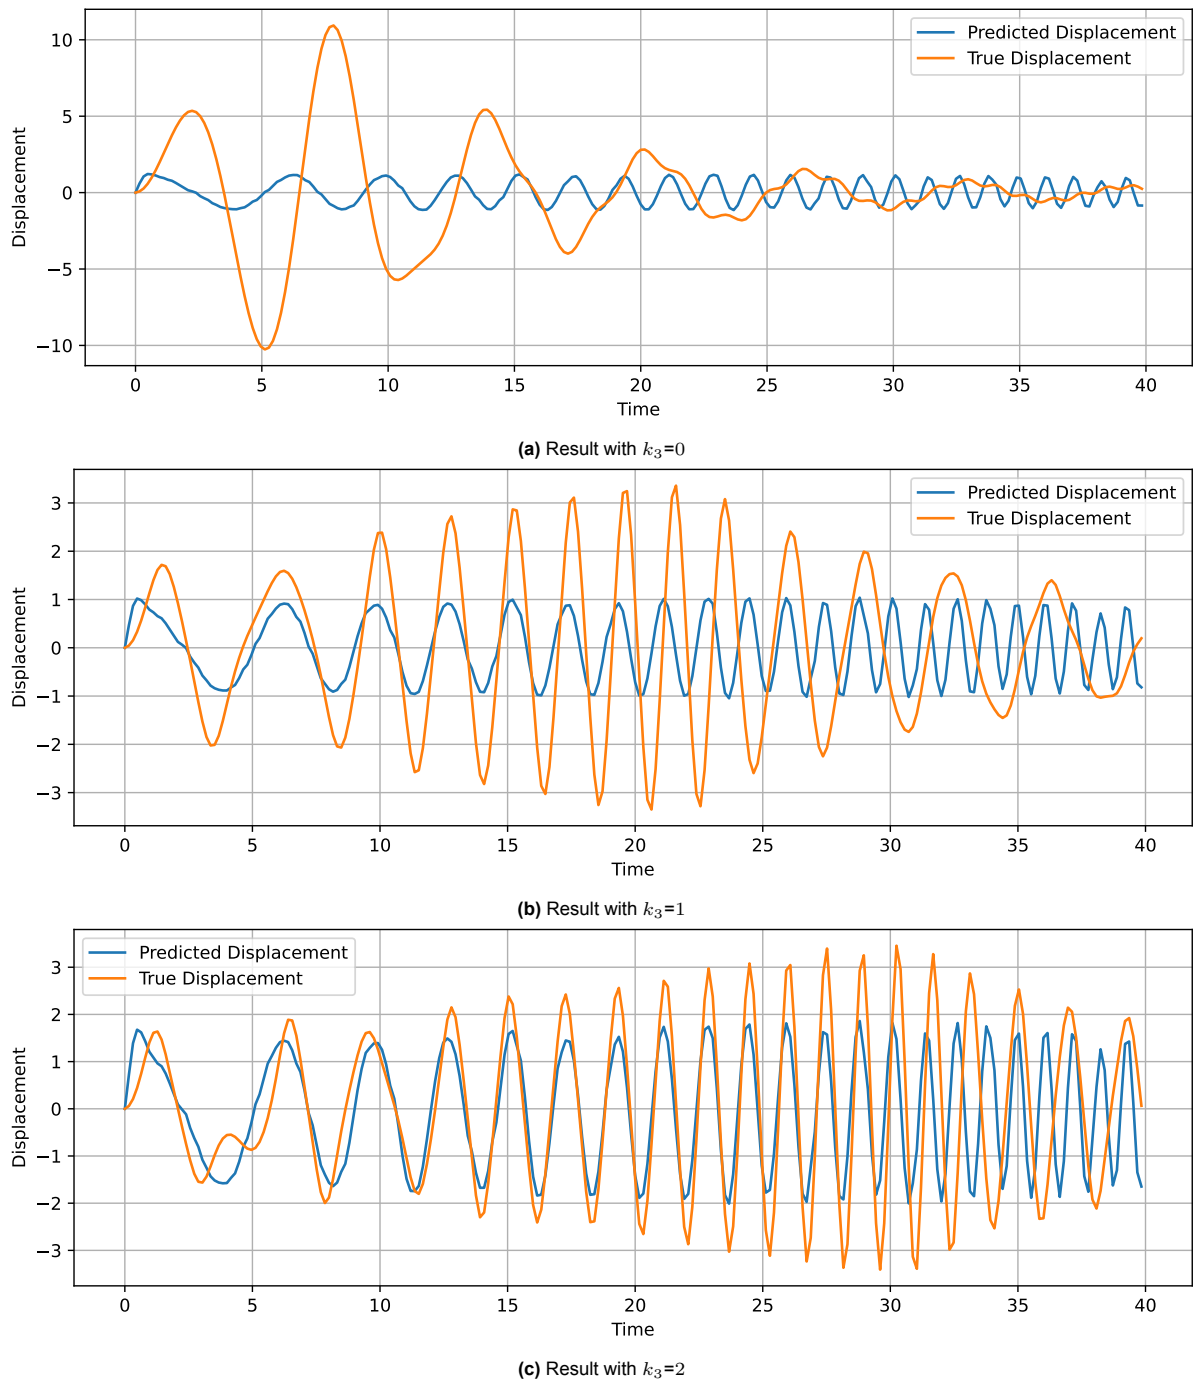 Predicted Displacement
True Displacement
10
5
0
−5
−10
Displacement
0 5 10 15 20 25 30 35 40
Time
(a) Result with k₃=0
Predicted Displacement
True Displacement
3
2
1
0
−1
−2
−3
Displacement
0 5 10 15 20 25 30 35 40
Time
(b) Result with k₃=1
Predicted Displacement
True Displacement
3
2
1
0
−1
−2
−3
Displacement
0 5 10 15 20 25 30 35 40
Time
(c) Result with k₃=2